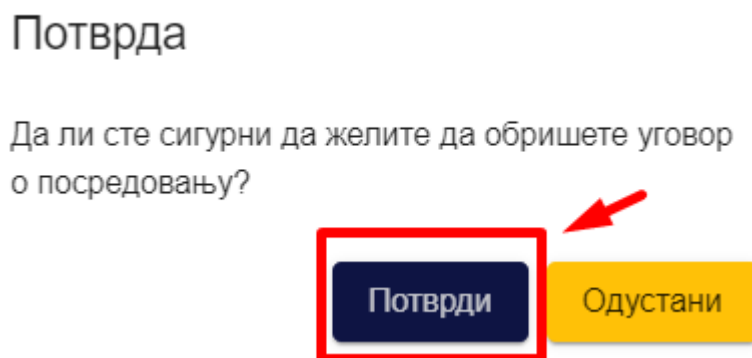 Потврда
Да ли сте сигурни да желите да обришете уговор
о посредовању?
Потврди
Одустани